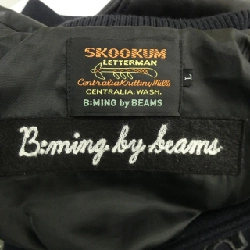 SKOOKUM
LETTERMAN
Centralia Knitting Mills
CENTRALIA WASH.
B:MING by BEAMS
L
B:ming by beams